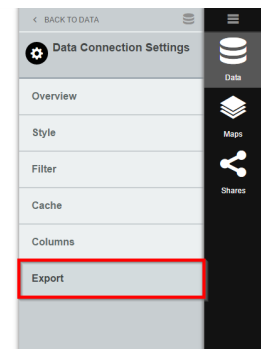 < BACK TO DATA
Data Connection Settings
Overview
Style
Filter
Cache
Columns
Export
Data
Maps
Shares